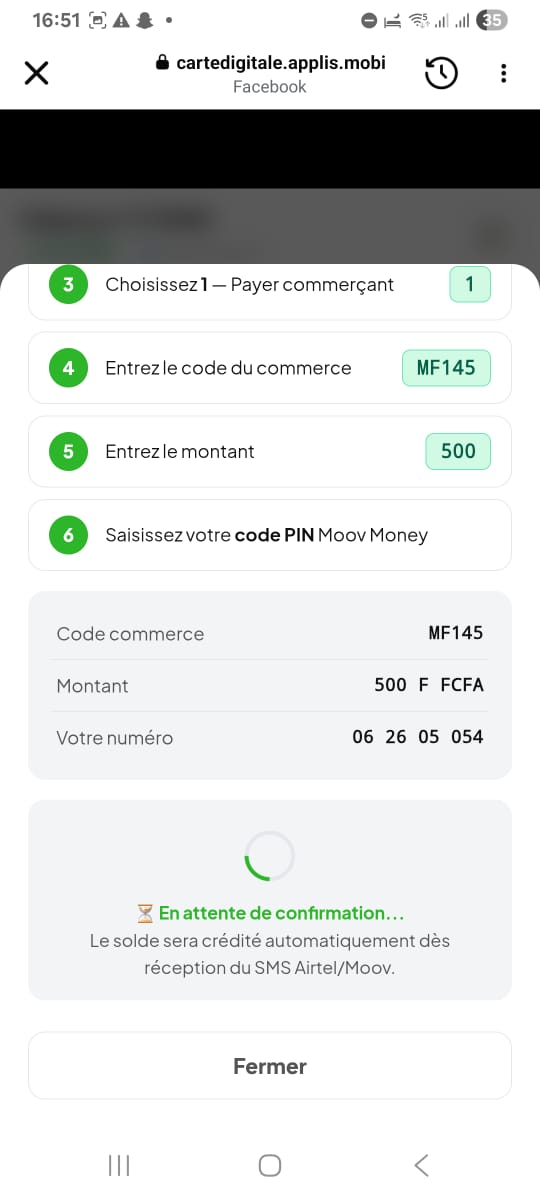 16:51
35
cartedigitale.applis.mobi
Facebook
3 Choisissez 1 — Payer commerçant 1
4 Entrez le code du commerce MF145
5 Entrez le montant 500
6 Saisissez votre code PIN Moov Money
Code commerce MF145
Montant 500 F FCFA
Votre numéro 06 26 05 054
⏳ En attente de confirmation...
Le solde sera crédité automatiquement dès
réception du SMS Airtel/Moov.
Fermer